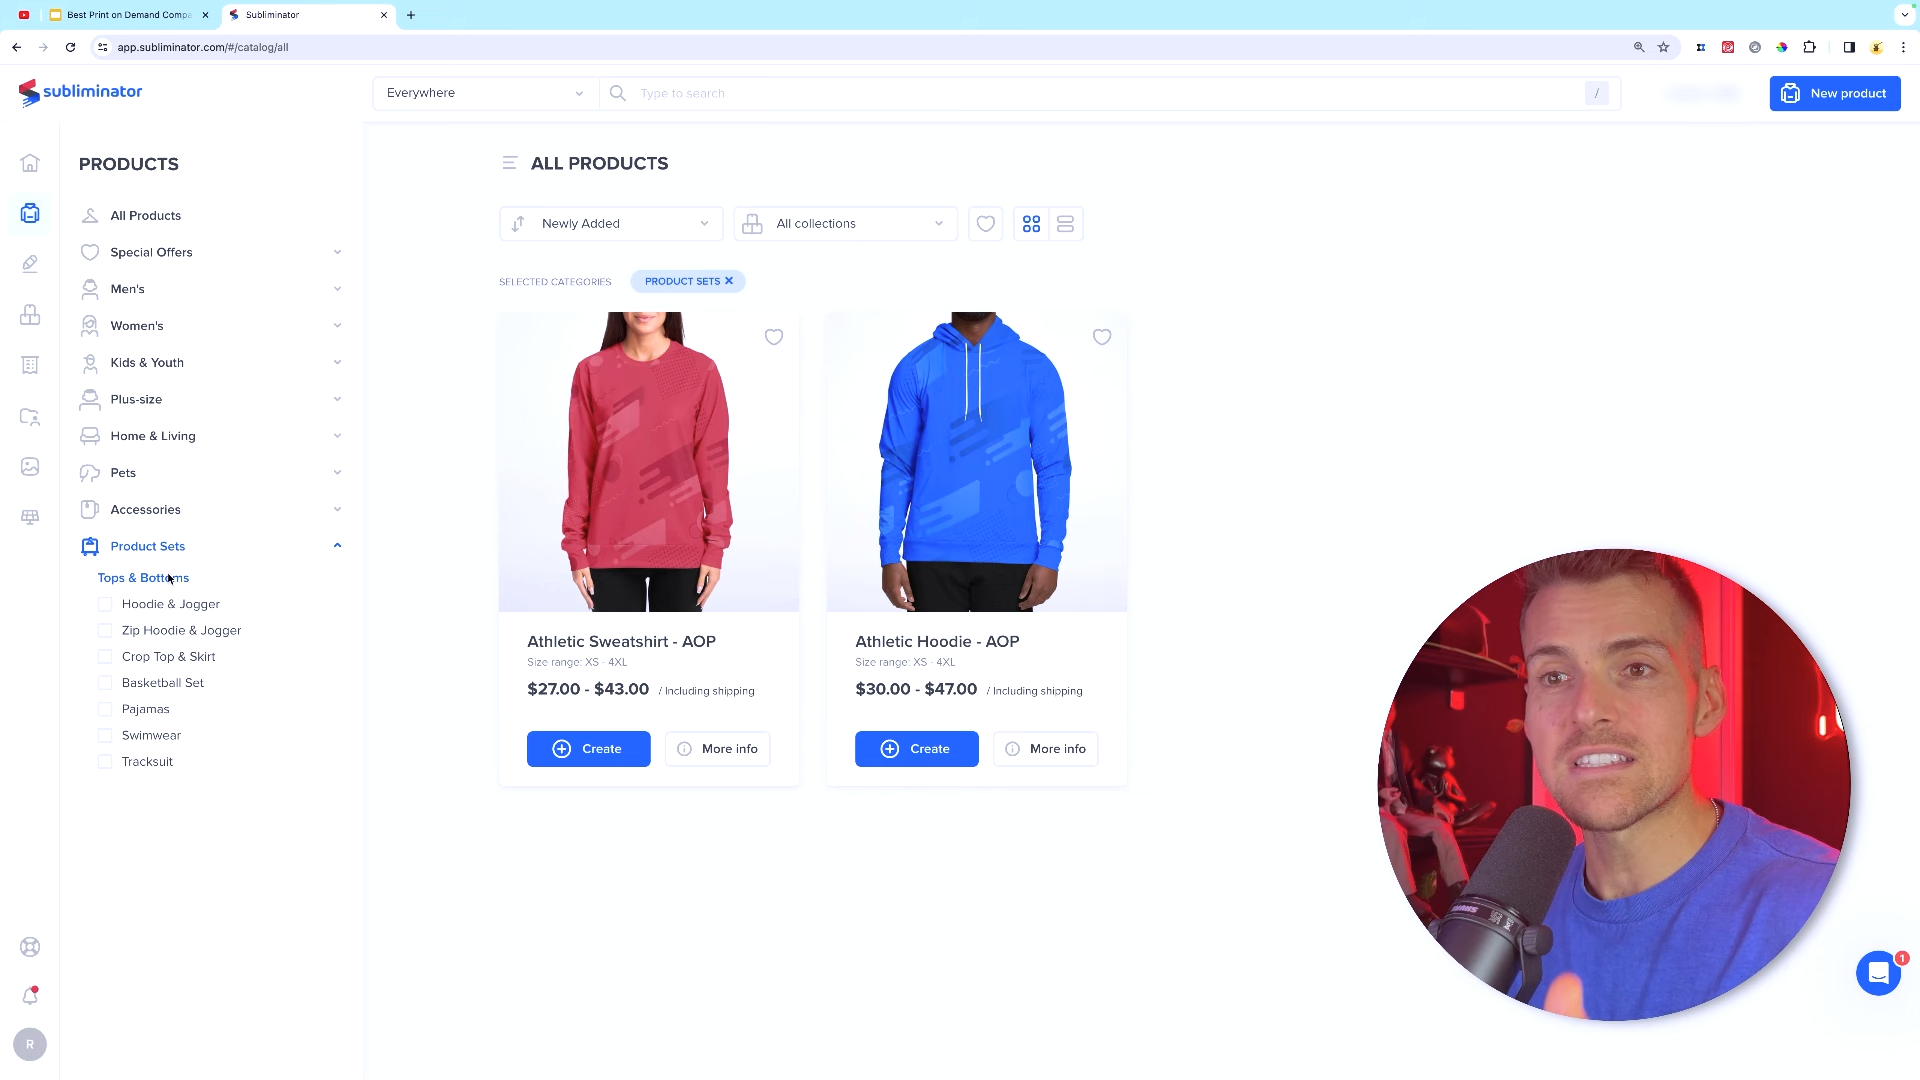 Best Print on Demand Compa
Subliminator
app.subliminator.com/#/catalog/all
subliminator
Everywhere
Type to search
/
New product
PRODUCTS
All Products
Special Offers
Men's
Women's
Kids & Youth
Plus-size
Home & Living
Pets
Accessories
Product Sets
Tops & Bottoms
Hoodie & Jogger
Zip Hoodie & Jogger
Crop Top & Skirt
Basketball Set
Pajamas
Swimwear
Tracksuit
R
ALL PRODUCTS
Newly Added
All collections
SELECTED CATEGORIES
PRODUCT SETS
Athletic Sweatshirt - AOP
Size range: XS - 4XL
$27.00 - $43.00 / Including shipping
Create
More info
Athletic Hoodie - AOP
Size range: XS - 4XL
$30.00 - $47.00 / Including shipping
Create
More info
1